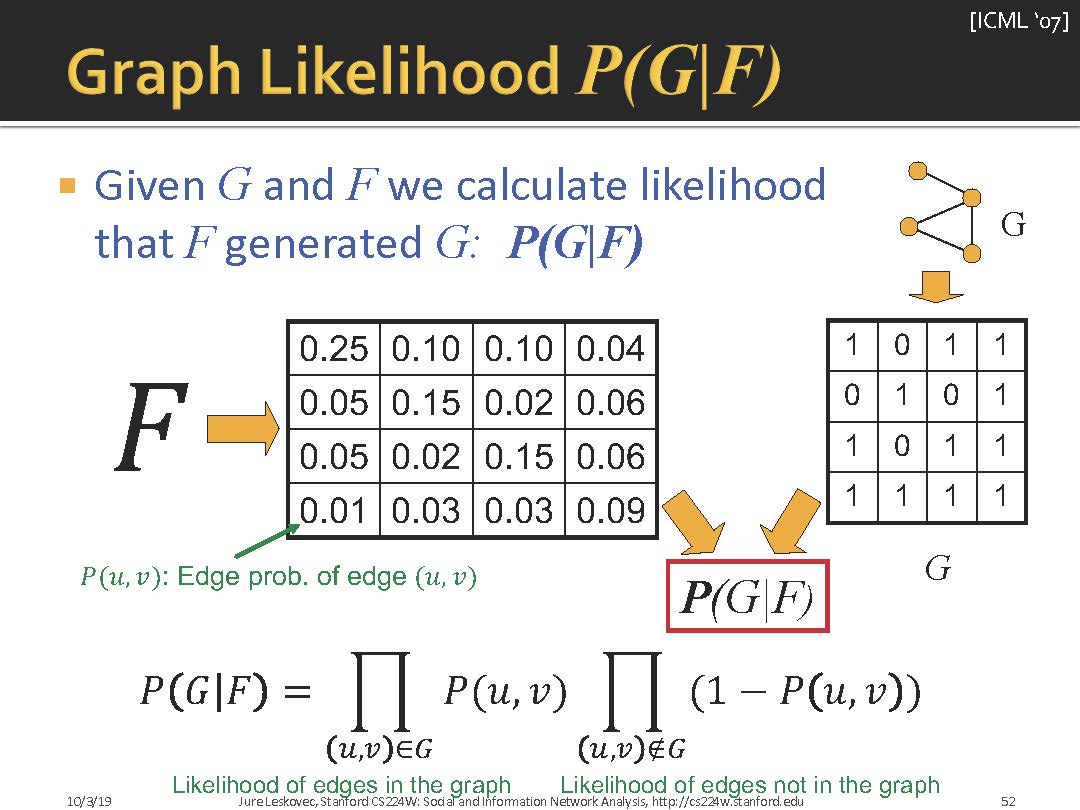 [ICML ‘07]
Graph Likelihood P(G|F)
Given G and F we calculate likelihood
that F generated G: P(G|F)
G
F
0.25 0.10 0.10 0.04
0.05 0.15 0.02 0.06
0.05 0.02 0.15 0.06
0.01 0.03 0.03 0.09
1 0 1 1
0 1 0 1
1 0 1 1
1 1 1 1
P(u, v): Edge prob. of edge (u, v)
P(G|F)
G
P(G|F) = ∏ P(u, v) ∏ (1 − P(u, v))
(u,v)∈G (u,v)∉G
Likelihood of edges in the graph Likelihood of edges not in the graph
10/3/19 Jure Leskovec, Stanford CS224W: Social and Information Network Analysis, http://cs224w.stanford.edu 52